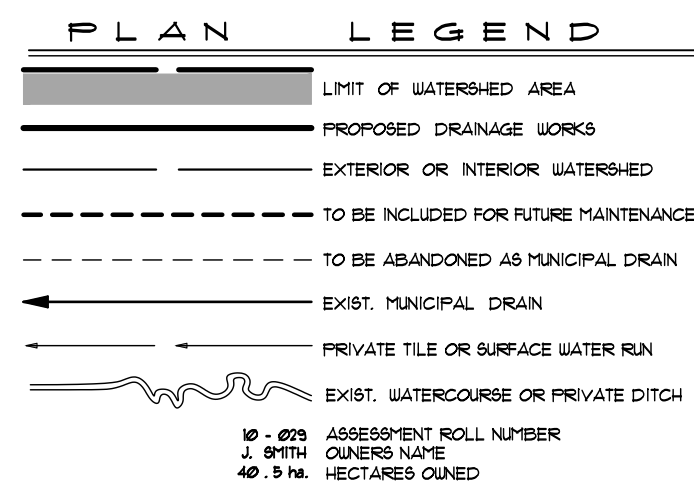 PLAN LEGEND
LIMIT OF WATERSHED AREA
PROPOSED DRAINAGE WORKS
EXTERIOR OR INTERIOR WATERSHED
TO BE INCLUDED FOR FUTURE MAINTENANCE
TO BE ABANDONED AS MUNICIPAL DRAIN
EXIST. MUNICIPAL DRAIN
PRIVATE TILE OR SURFACE WATER RUN
EXIST. WATERCOURSE OR PRIVATE DITCH
10 - 029 ASSESSMENT ROLL NUMBER
J. SMITH OWNERS NAME
40.5 ha. HECTARES OWNED